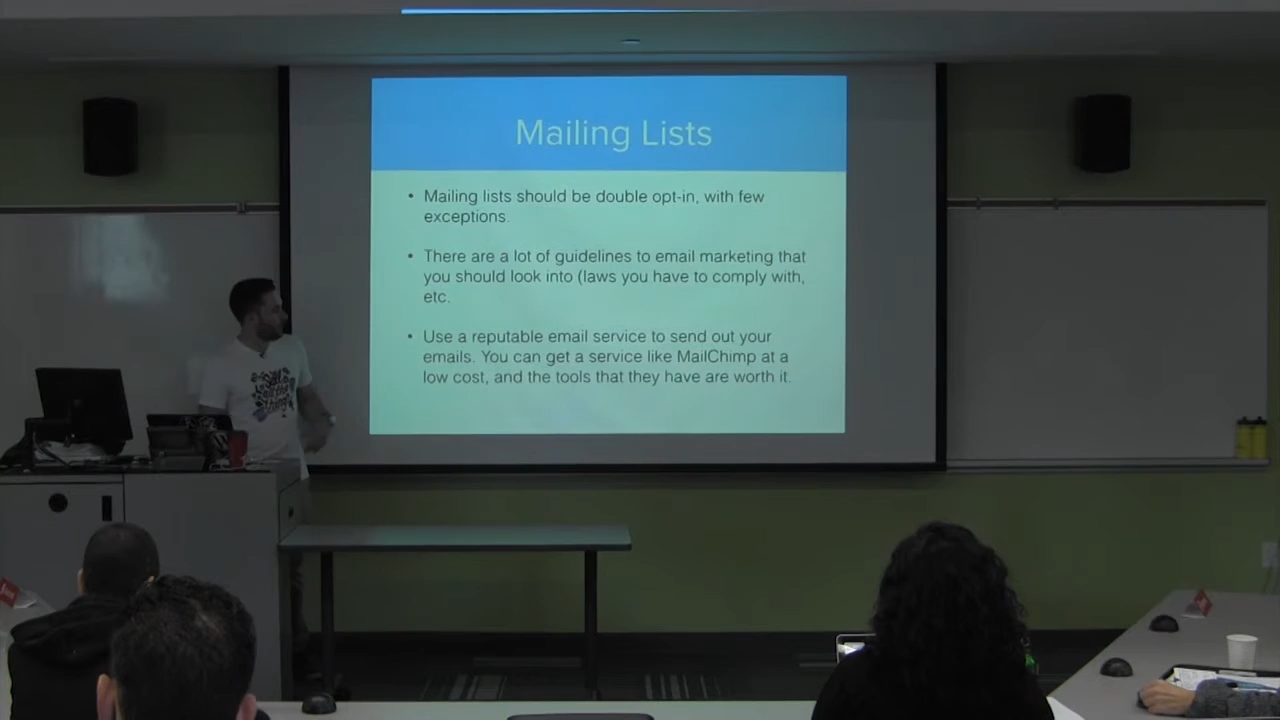 Mailing Lists
• Mailing lists should be double opt-in, with few
exceptions.
• There are a lot of guidelines to email marketing that
you should look into (laws you have to comply with,
etc.
• Use a reputable email service to send out your
emails. You can get a service like MailChimp at a
low cost, and the tools that they have are worth it.